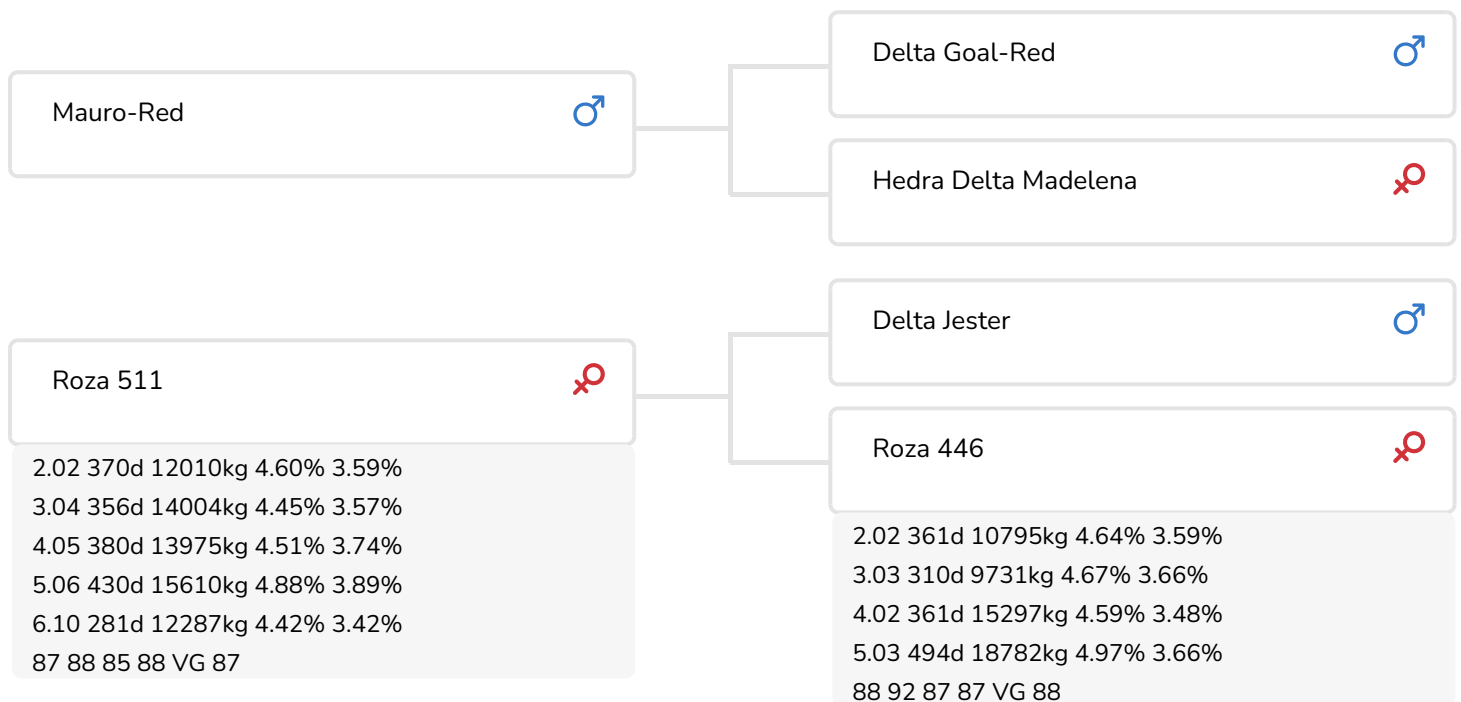 Mauro-Red
Delta Goal-Red
Hedra Delta Madelena
Roza 511
2.02 370d 12010kg 4.60% 3.59%
3.04 356d 14004kg 4.45% 3.57%
4.05 380d 13975kg 4.51% 3.74%
5.06 430d 15610kg 4.88% 3.89%
6.10 281d 12287kg 4.42% 3.42%
87 88 85 88 VG 87
Delta Jester
Roza 446
2.02 361d 10795kg 4.64% 3.59%
3.03 310d 9731kg 4.67% 3.66%
4.02 361d 15297kg 4.59% 3.48%
5.03 494d 18782kg 4.97% 3.66%
88 92 87 87 VG 88